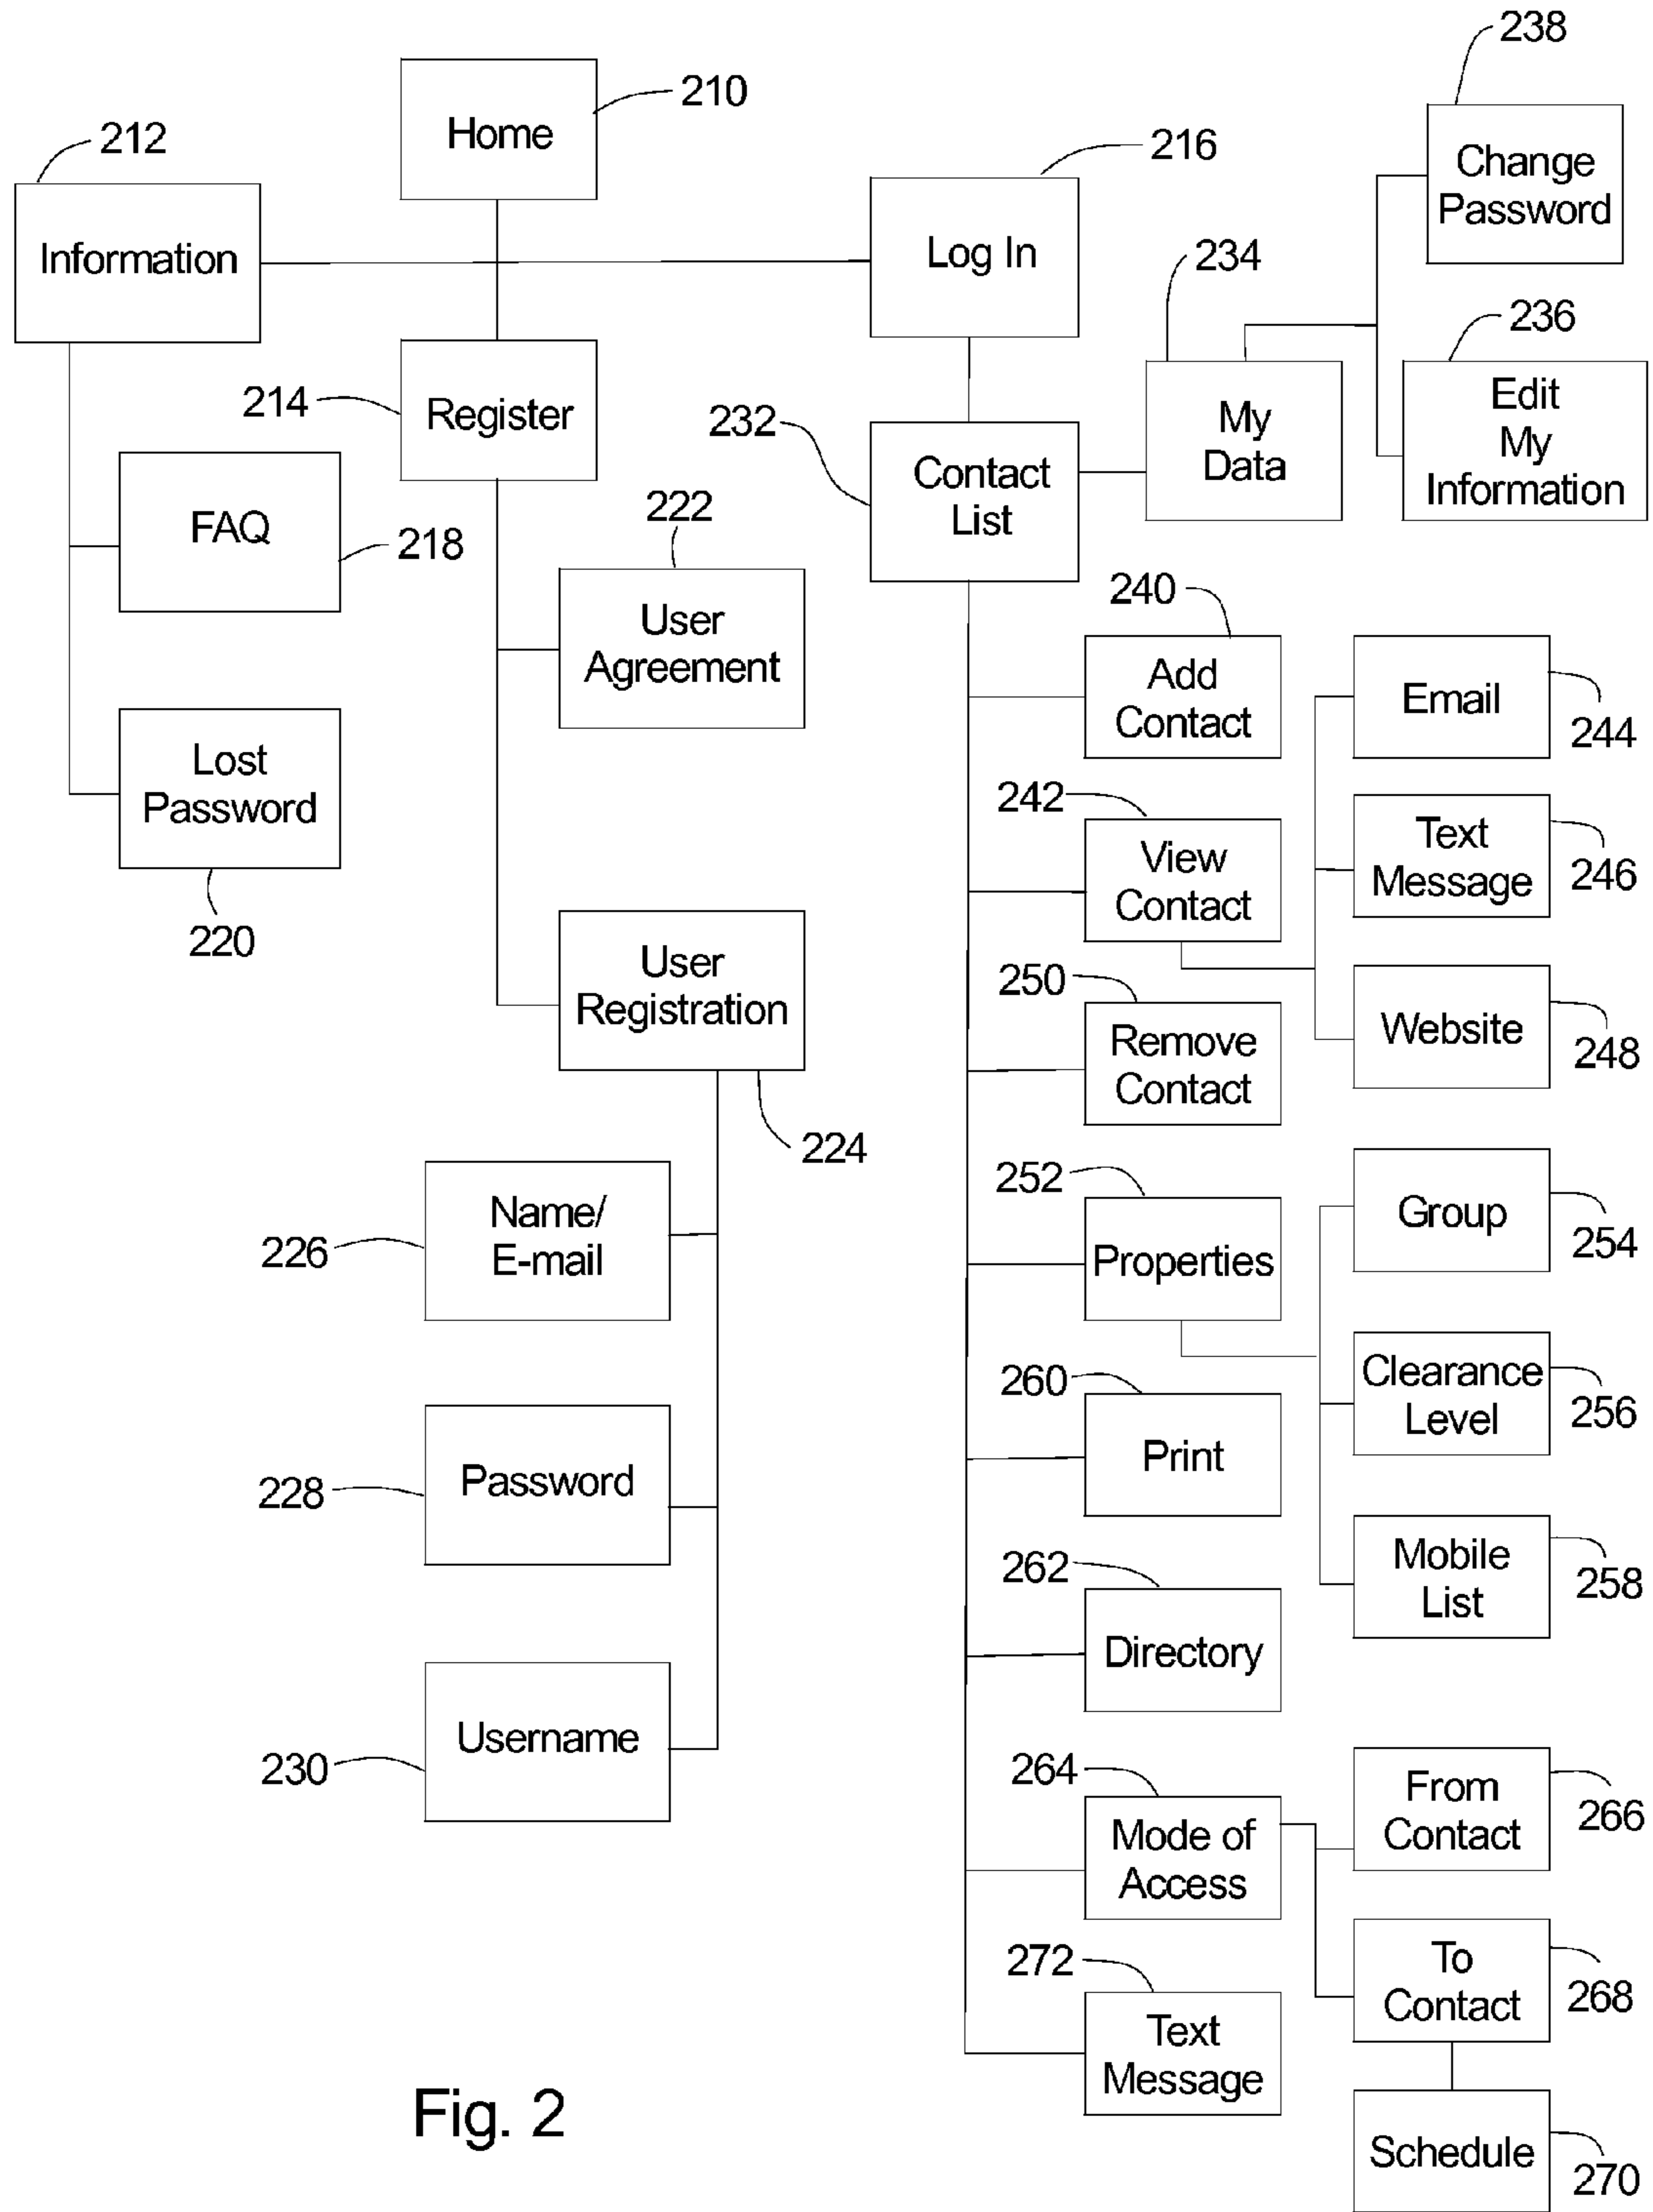 238
210
Home
212
216
Change
Password
Information
Log In
234
236
214
Register
232
My
Data
Edit
My
Information
Contact
List
FAQ
218
222
User
Agreement
240
Add
Contact
Email
244
Lost
Password
220
242
View
Contact
Text
Message
246
User
Registration
224
250
Remove
Contact
Website
248
226
Name/
E-mail
252
Properties
Group
254
260
Print
Clearance
Level
256
228
Password
262
Directory
Mobile
List
258
230
Username
264
Mode of
Access
From
Contact
266
272
Text
Message
To
Contact
268
Schedule
270
Fig. 2